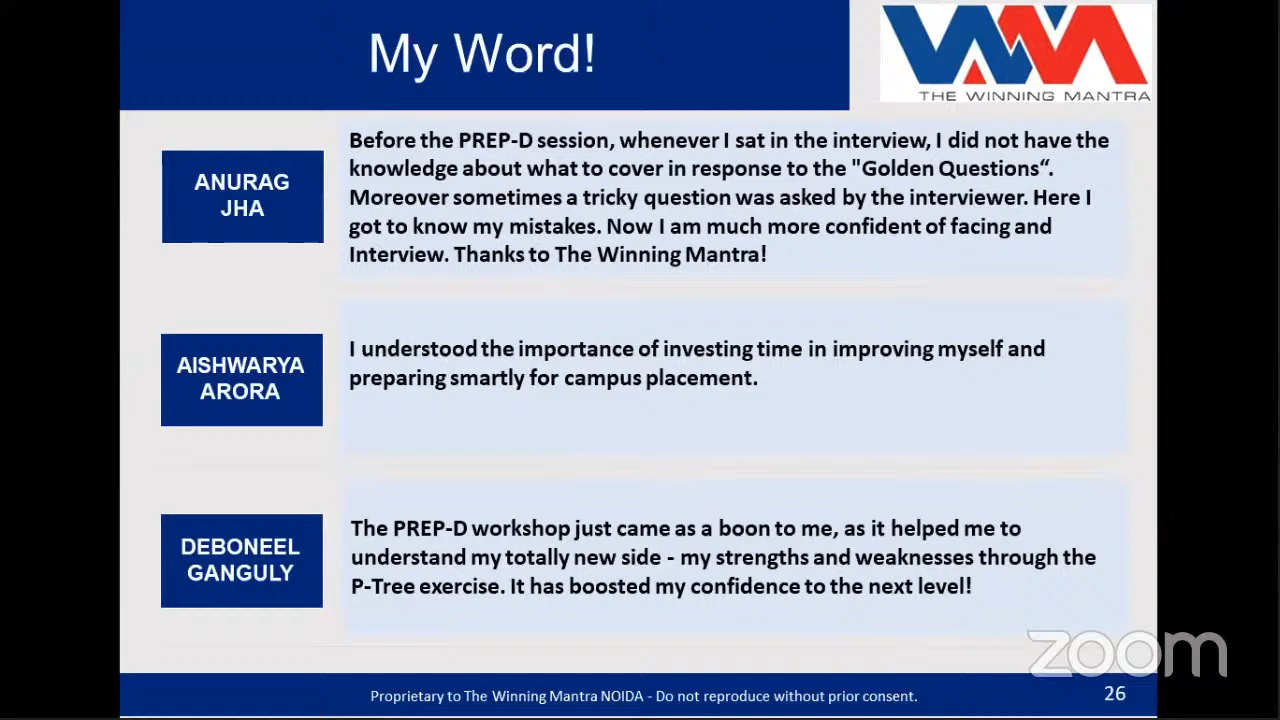 My Word!
THE WINNING MANTRA
ANURAG
JHA
Before the PREP-D session, whenever I sat in the interview, I did not have the
knowledge about what to cover in response to the "Golden Questions“.
Moreover sometimes a tricky question was asked by the interviewer. Here I
got to know my mistakes. Now I am much more confident of facing and
Interview. Thanks to The Winning Mantra!
AISHWARYA
ARORA
I understood the importance of investing time in improving myself and
preparing smartly for campus placement.
DEBONEEL
GANGULY
The PREP-D workshop just came as a boon to me, as it helped me to
understand my totally new side - my strengths and weaknesses through the
P-Tree exercise. It has boosted my confidence to the next level!
zoom
Proprietary to The Winning Mantra NOIDA - Do not reproduce without prior consent.
26